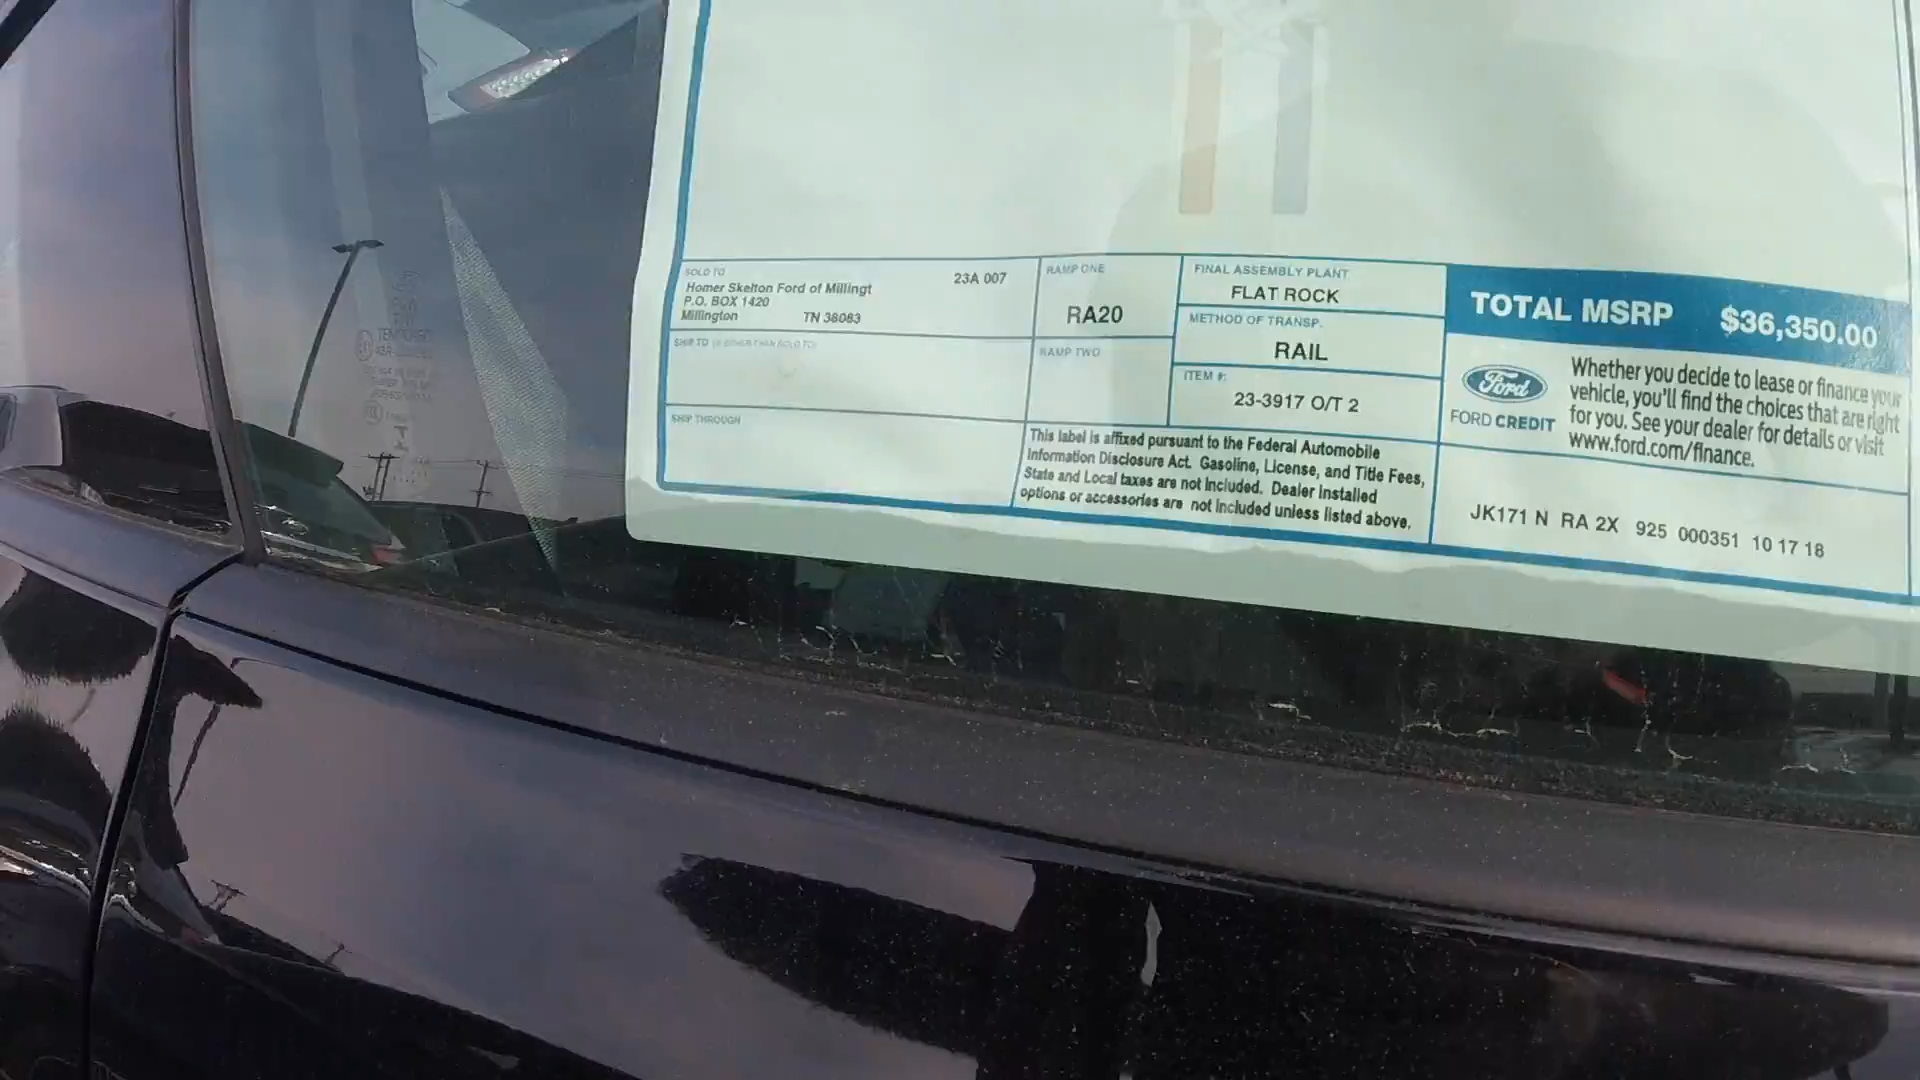 SOLD TO
Homer Skelton Ford of Millingt 23A 007
P.O. BOX 1420
Millington TN 38083
SHIP TO (IF OTHER THAN SOLD TO)
SHIP THROUGH
RAMP ONE
RA20
RAMP TWO
FINAL ASSEMBLY PLANT
FLAT ROCK
METHOD OF TRANSP.
RAIL
ITEM #:
23-3917 O/T 2
This label is affixed pursuant to the Federal Automobile
Information Disclosure Act. Gasoline, License, and Title Fees,
State and Local taxes are not included. Dealer installed
options or accessories are not included unless listed above.
TOTAL MSRP $36,350.00
Ford
FORD CREDIT
Whether you decide to lease or finance your
vehicle, you'll find the choices that are right
for you. See your dealer for details or visit
www.ford.com/finance.
JK171 N RA 2X 925 000351 10 17 18